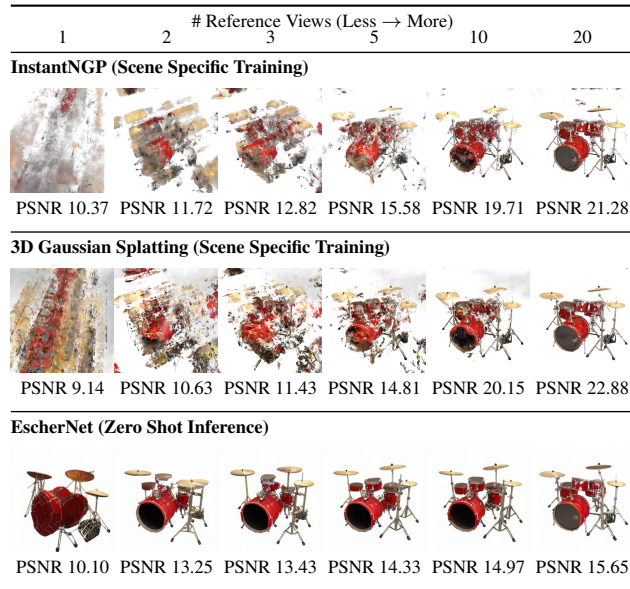 # Reference Views (Less → More)
1 2 3 5 10 20
InstantNGP (Scene Specific Training)
PSNR 10.37 PSNR 11.72 PSNR 12.82 PSNR 15.58 PSNR 19.71 PSNR 21.28
3D Gaussian Splatting (Scene Specific Training)
PSNR 9.14 PSNR 10.63 PSNR 11.43 PSNR 14.81 PSNR 20.15 PSNR 22.88
EscherNet (Zero Shot Inference)
PSNR 10.10 PSNR 13.25 PSNR 13.43 PSNR 14.33 PSNR 14.97 PSNR 15.65